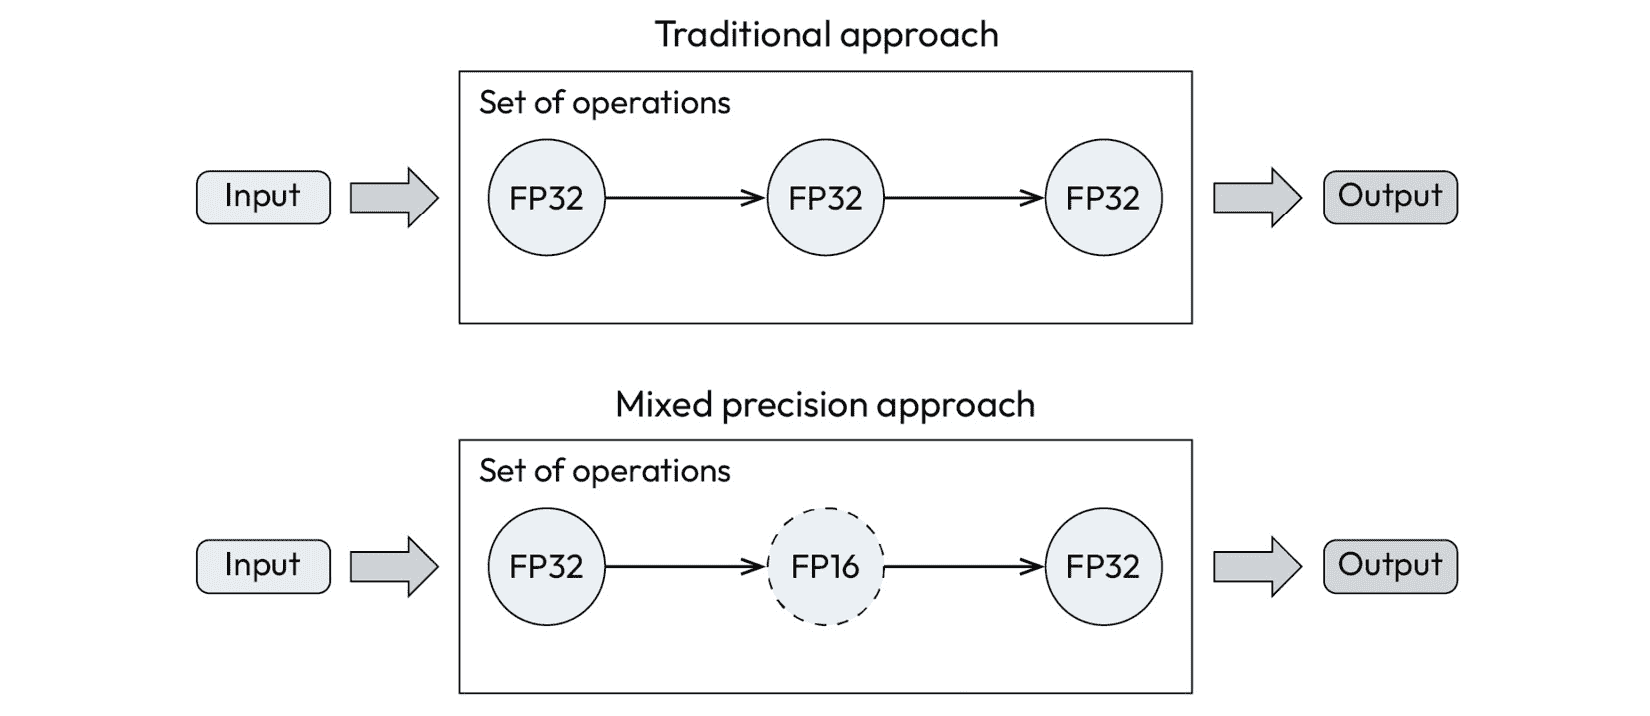 Traditional approach
Set of operations
Input
FP32
FP32
FP32
Output
Mixed precision approach
Set of operations
Input
FP32
FP16
FP32
Output